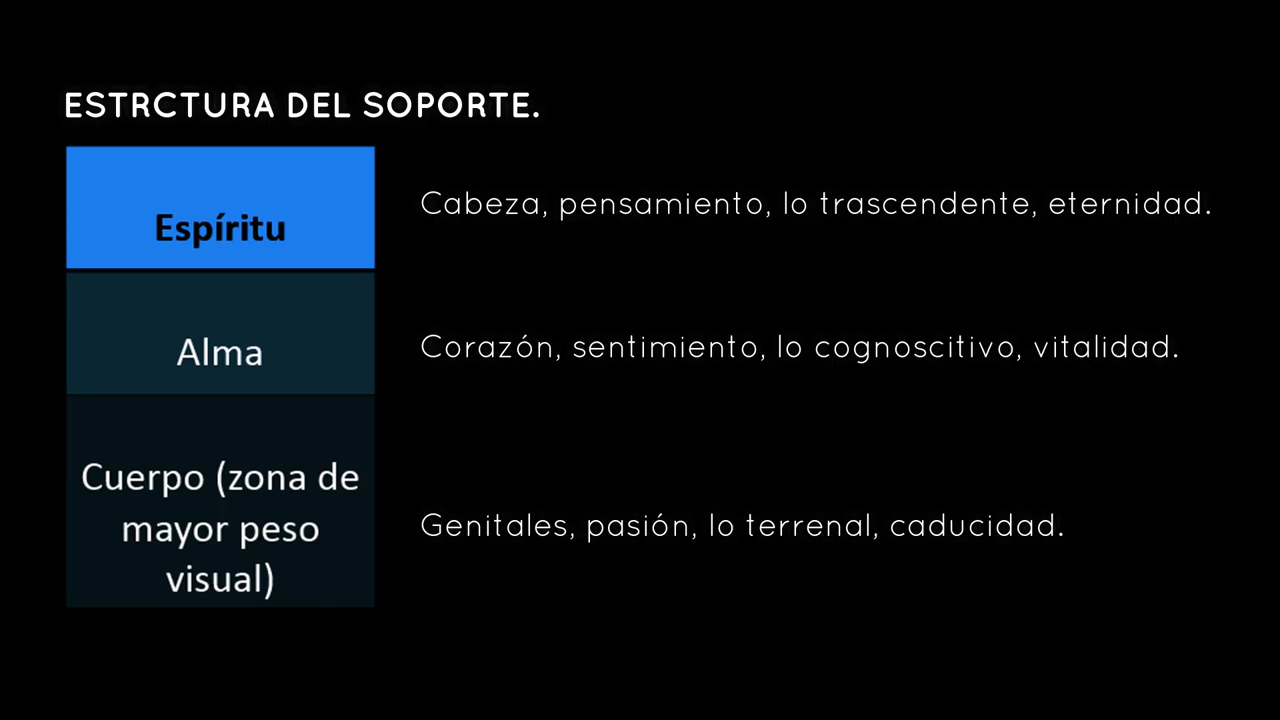 ESTRCTURA DEL SOPORTE.
Espíritu
Cabeza, pensamiento, lo trascendente, eternidad.
Alma
Corazón, sentimiento, lo cognoscitivo, vitalidad.
Cuerpo (zona de
mayor peso
visual)
Genitales, pasión, lo terrenal, caducidad.